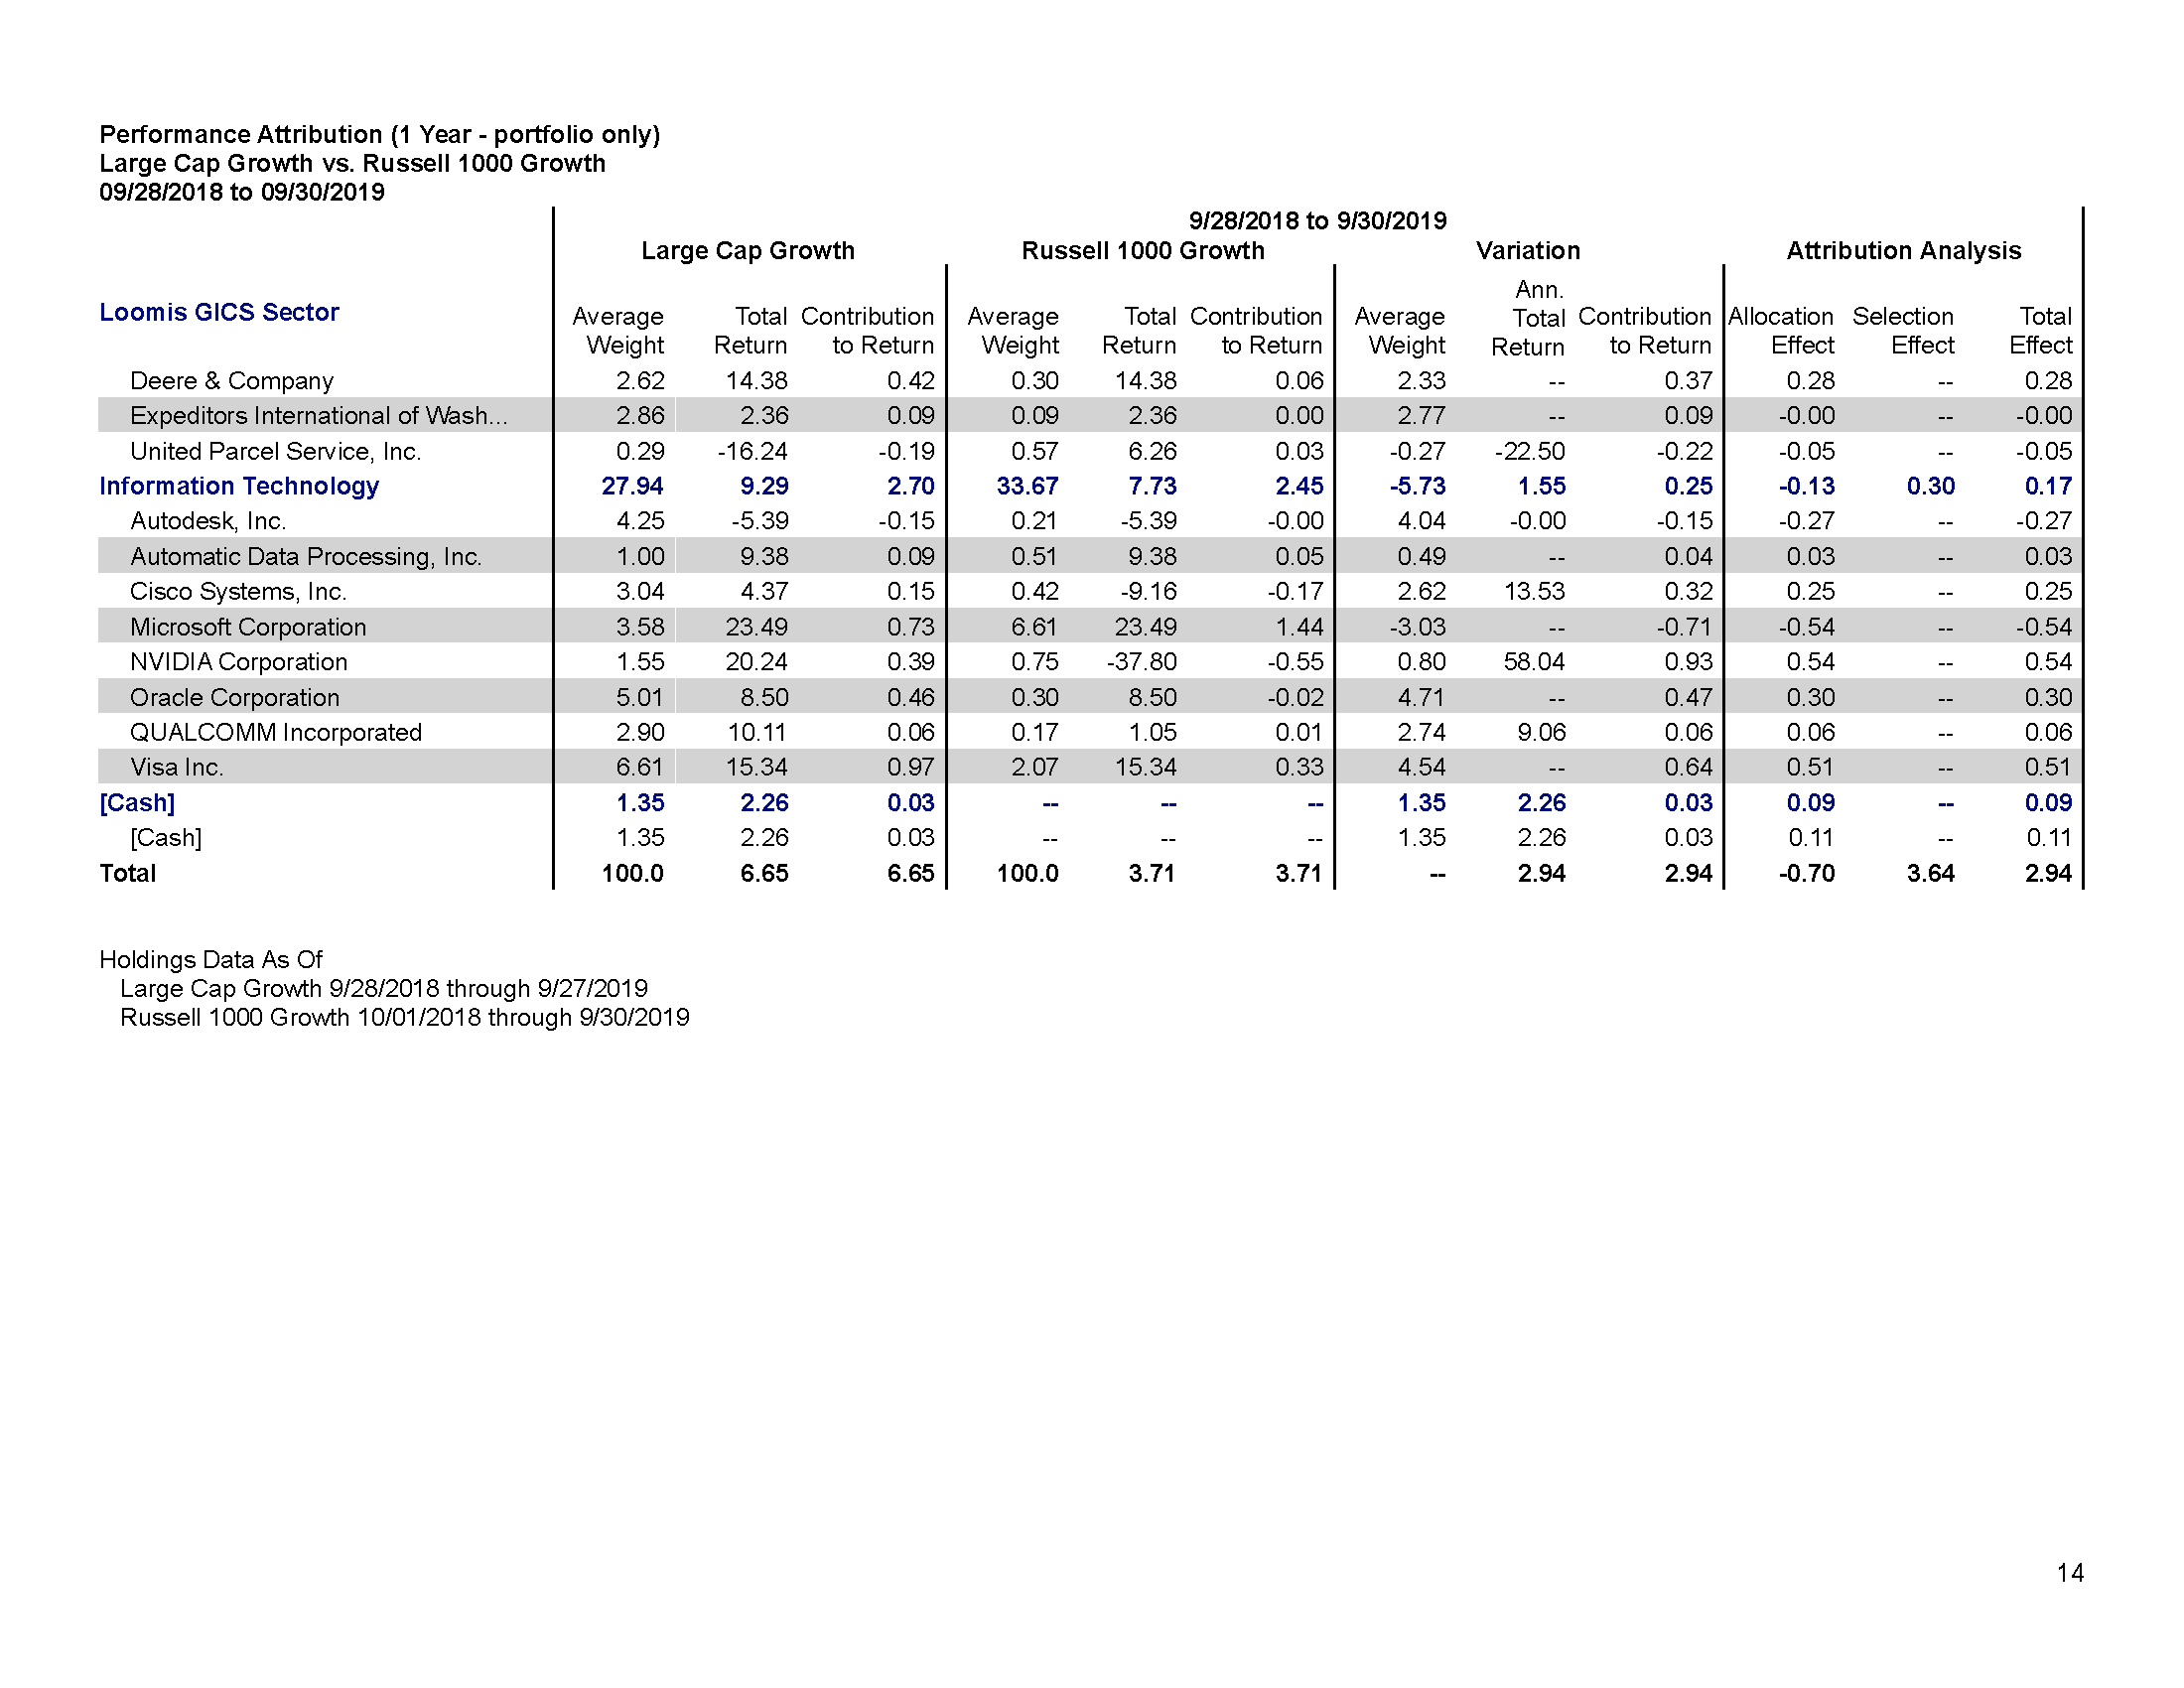 Performance Attribution (1 Year - portfolio only)
Large Cap Growth vs. Russell 1000 Growth
09/28/2018 to 09/30/2019
9/28/2018 to 9/30/2019
Large Cap Growth Russell 1000 Growth Variation Attribution Analysis
Loomis GICS Sector Average Weight Total Return Contribution to Return Average Weight Total Return Contribution to Return Average Weight Ann. Total Return Contribution to Return Allocation Effect Selection Effect Total Effect
Deere & Company 2.62 14.38 0.42 0.30 14.38 0.06 2.33 -- 0.37 0.28 -- 0.28
Expeditors International of Wash... 2.86 2.36 0.09 0.09 2.36 0.00 2.77 -- 0.09 -0.00 -- -0.00
United Parcel Service, Inc. 0.29 -16.24 -0.19 0.57 6.26 0.03 -0.27 -22.50 -0.22 -0.05 -- -0.05
Information Technology 27.94 9.29 2.70 33.67 7.73 2.45 -5.73 1.55 0.25 -0.13 0.30 0.17
Autodesk, Inc. 4.25 -5.39 -0.15 0.21 -5.39 -0.00 4.04 -0.00 -0.15 -0.27 -- -0.27
Automatic Data Processing, Inc. 1.00 9.38 0.09 0.51 9.38 0.05 0.49 -- 0.04 0.03 -- 0.03
Cisco Systems, Inc. 3.04 4.37 0.15 0.42 -9.16 -0.17 2.62 13.53 0.32 0.25 -- 0.25
Microsoft Corporation 3.58 23.49 0.73 6.61 23.49 1.44 -3.03 -- -0.71 -0.54 -- -0.54
NVIDIA Corporation 1.55 20.24 0.39 0.75 -37.80 -0.55 0.80 58.04 0.93 0.54 -- 0.54
Oracle Corporation 5.01 8.50 0.46 0.30 8.50 -0.02 4.71 -- 0.47 0.30 -- 0.30
QUALCOMM Incorporated 2.90 10.11 0.06 0.17 1.05 0.01 2.74 9.06 0.06 0.06 -- 0.06
Visa Inc. 6.61 15.34 0.97 2.07 15.34 0.33 4.54 -- 0.64 0.51 -- 0.51
[Cash] 1.35 2.26 0.03 -- -- -- 1.35 2.26 0.03 0.09 -- 0.09
[Cash] 1.35 2.26 0.03 -- -- -- 1.35 2.26 0.03 0.11 -- 0.11
Total 100.0 6.65 6.65 100.0 3.71 3.71 -- 2.94 2.94 -0.70 3.64 2.94
Holdings Data As Of
Large Cap Growth 9/28/2018 through 9/27/2019
Russell 1000 Growth 10/01/2018 through 9/30/2019
14